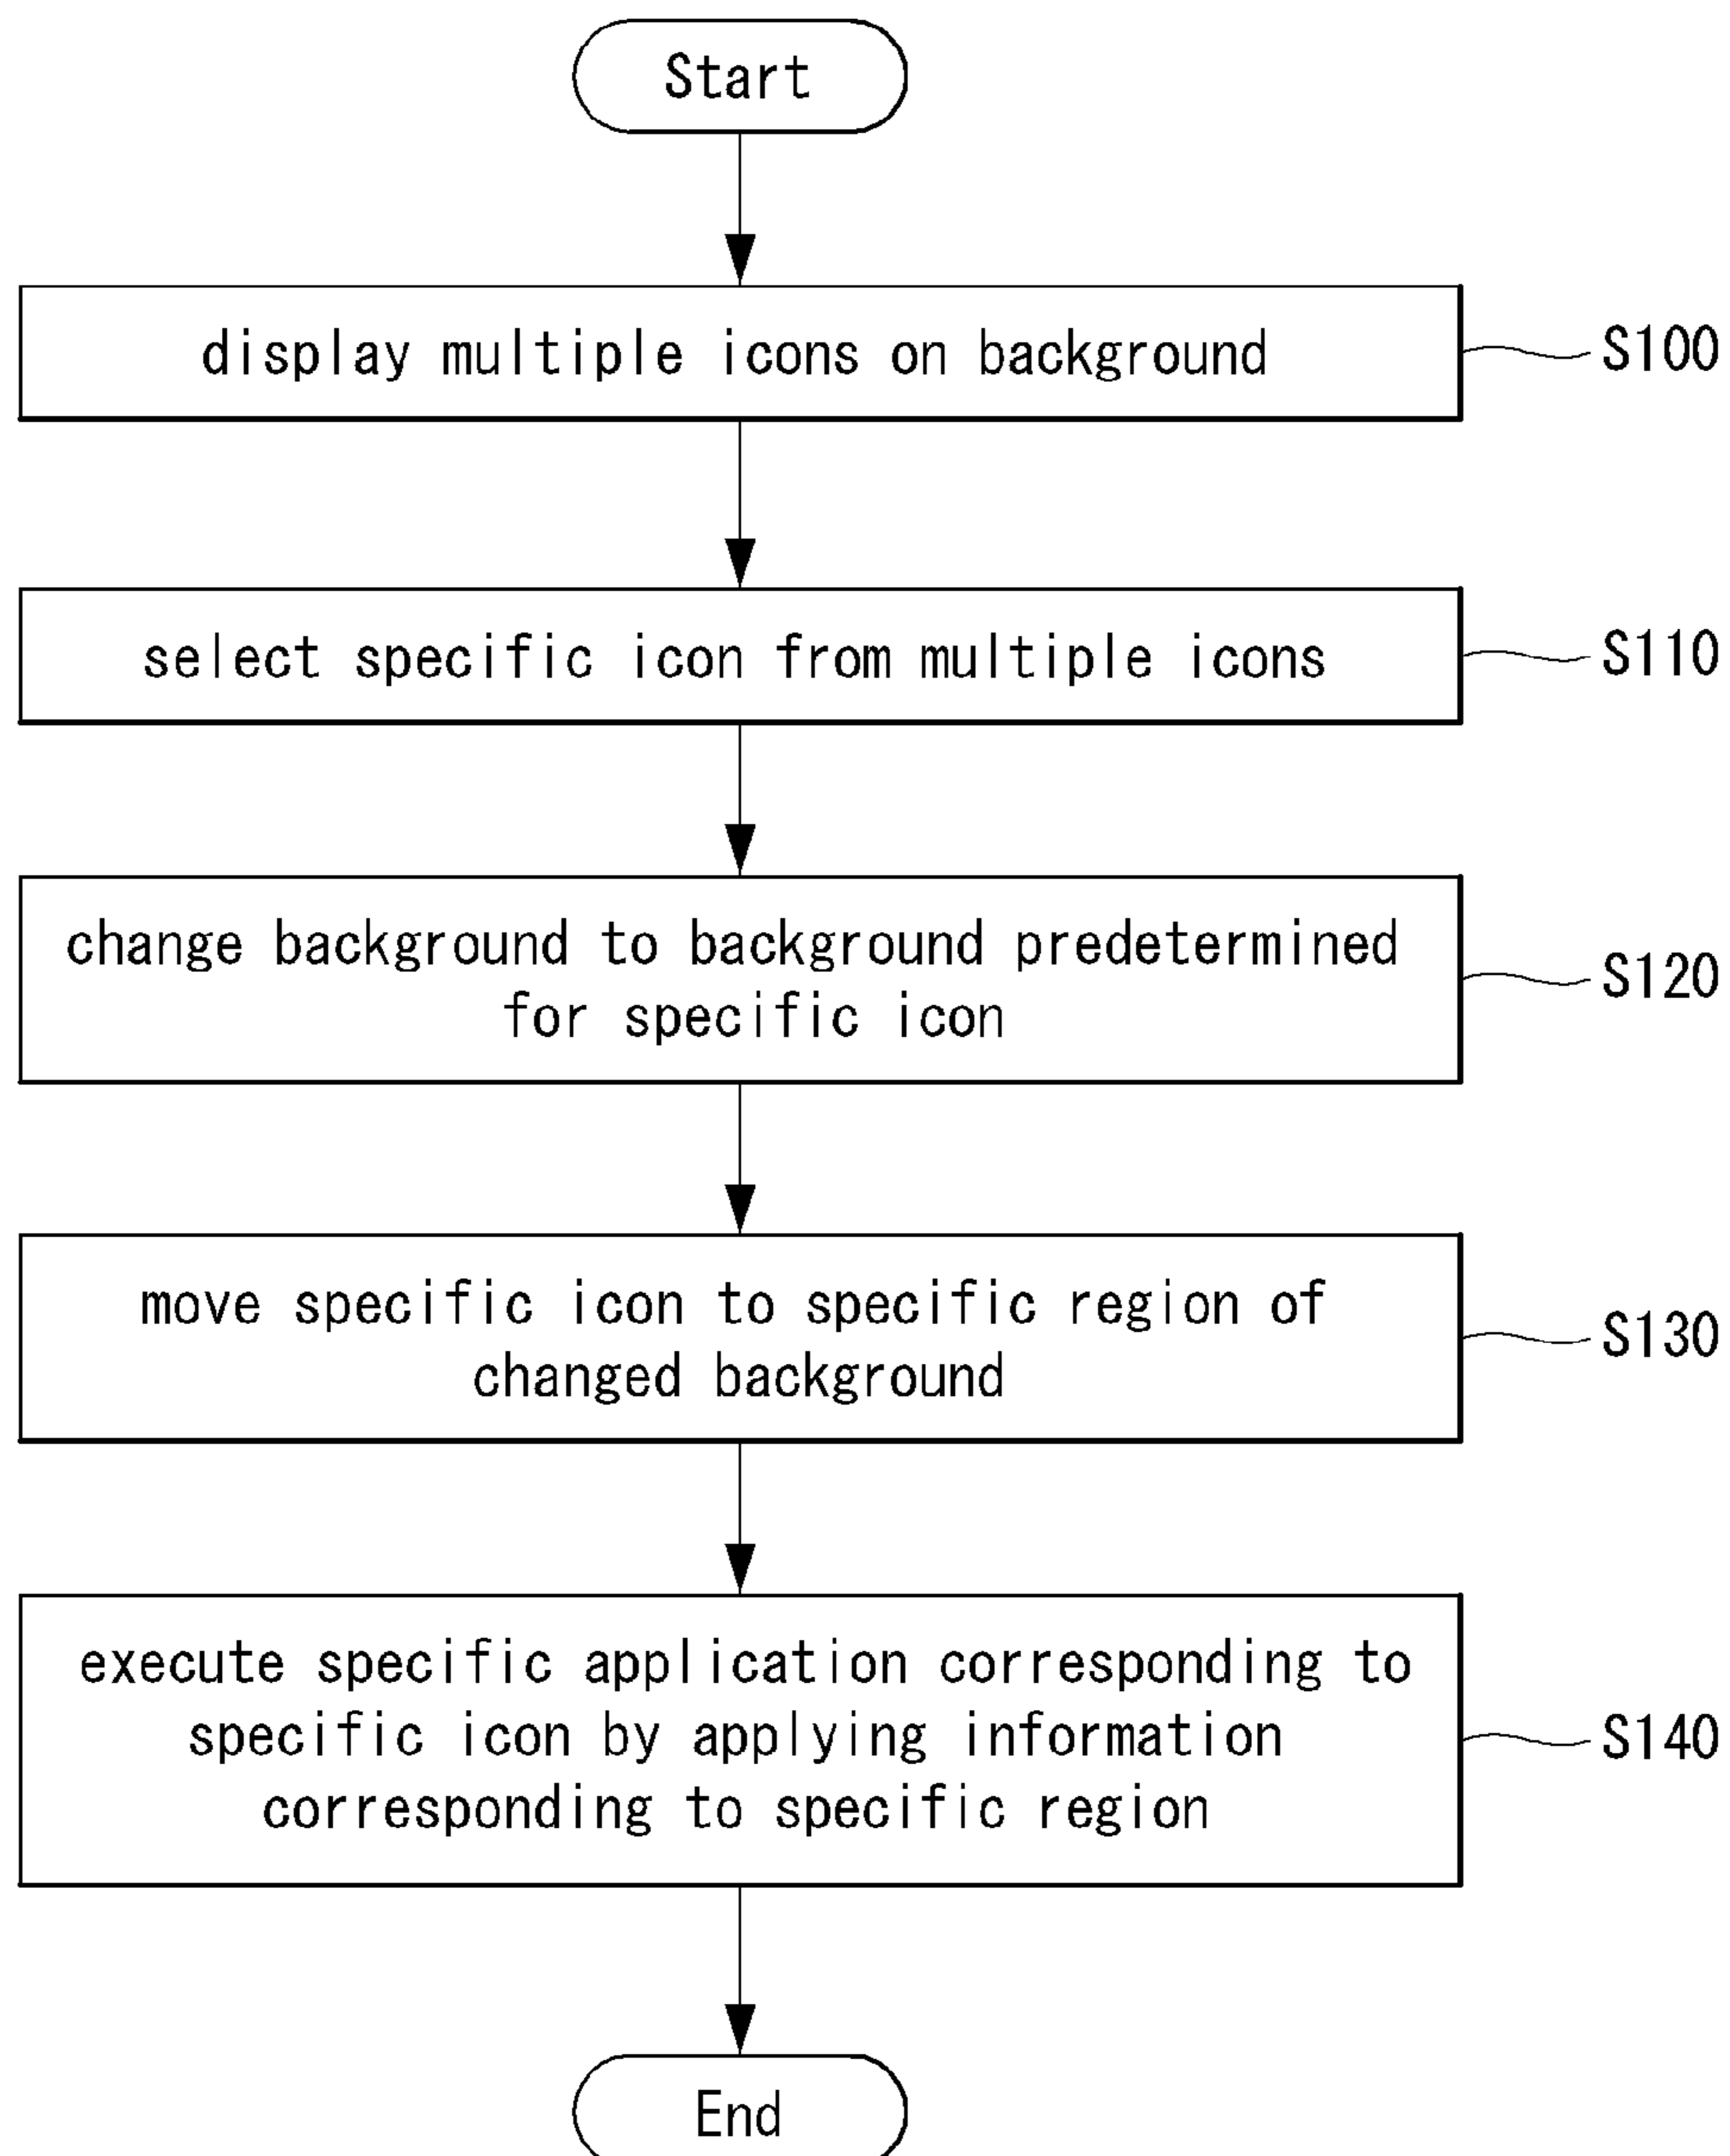 Start
display multiple icons on background
S100
select specific icon from multiple icons
S110
change background to background predetermined
for specific icon
S120
move specific icon to specific region of
changed background
S130
execute specific application corresponding to
specific icon by applying information
corresponding to specific region
S140
End